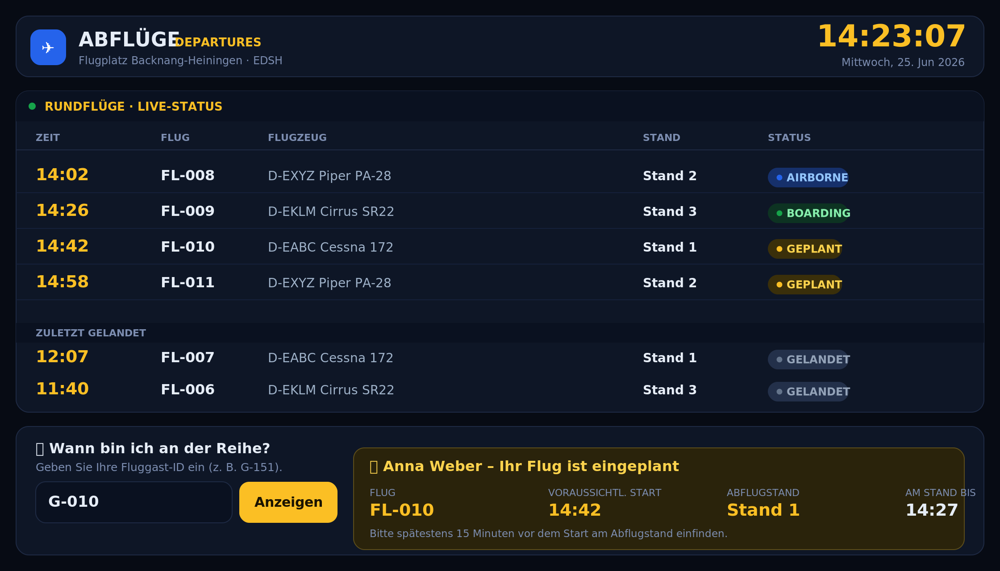 ABFLÜGE DEPARTURES
Flugplatz Backnang-Heiningen · EDSH
14:23:07
Mittwoch, 25. Jun 2026
RUNDFLÜGE · LIVE-STATUS
ZEIT FLUG FLUGZEUG STAND STATUS
14:02 FL-008 D-EXYZ Piper PA-28 Stand 2 AIRBORNE
14:26 FL-009 D-EKLM Cirrus SR22 Stand 3 BOARDING
14:42 FL-010 D-EABC Cessna 172 Stand 1 GEPLANT
14:58 FL-011 D-EXYZ Piper PA-28 Stand 2 GEPLANT
ZULETZT GELANDET
12:07 FL-007 D-EABC Cessna 172 Stand 1 GELANDET
11:40 FL-006 D-EKLM Cirrus SR22 Stand 3 GELANDET
Wann bin ich an der Reihe?
Geben Sie Ihre Fluggast-ID ein (z. B. G-151).
G-010
Anzeigen
Anna Weber – Ihr Flug ist eingeplant
FLUG VORAUSSICHTL. START ABFLUGSTAND AM STAND BIS
FL-010 14:42 Stand 1 14:27
Bitte spätestens 15 Minuten vor dem Start am Abflugstand einfinden.